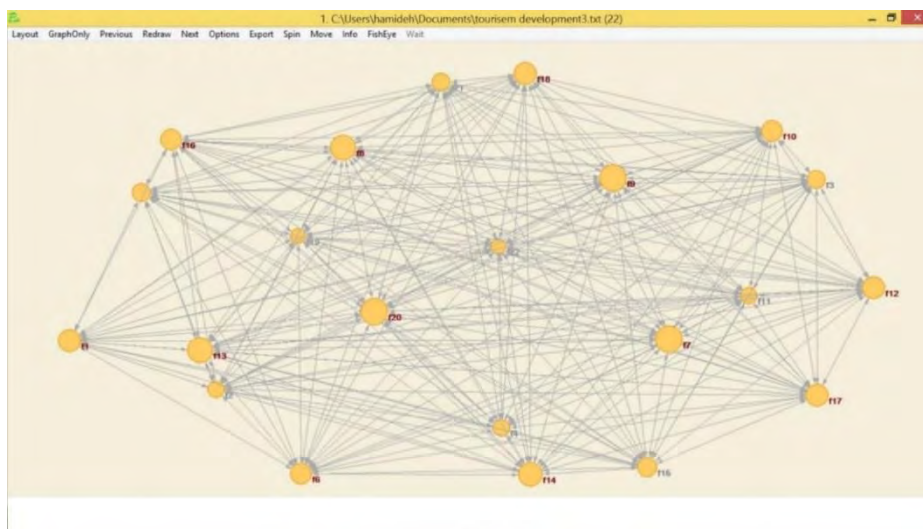 1. C:\Users\hamideh\Documents\tourisem development3.txt (22)
Layout GraphOnly Previous Redraw Next Options Export Spin Move Info FishEye Wait
f18
f16
f8
f10
f9
f3
f12
f11
f20
f1
f13
f7
f17
f6
f14
f15